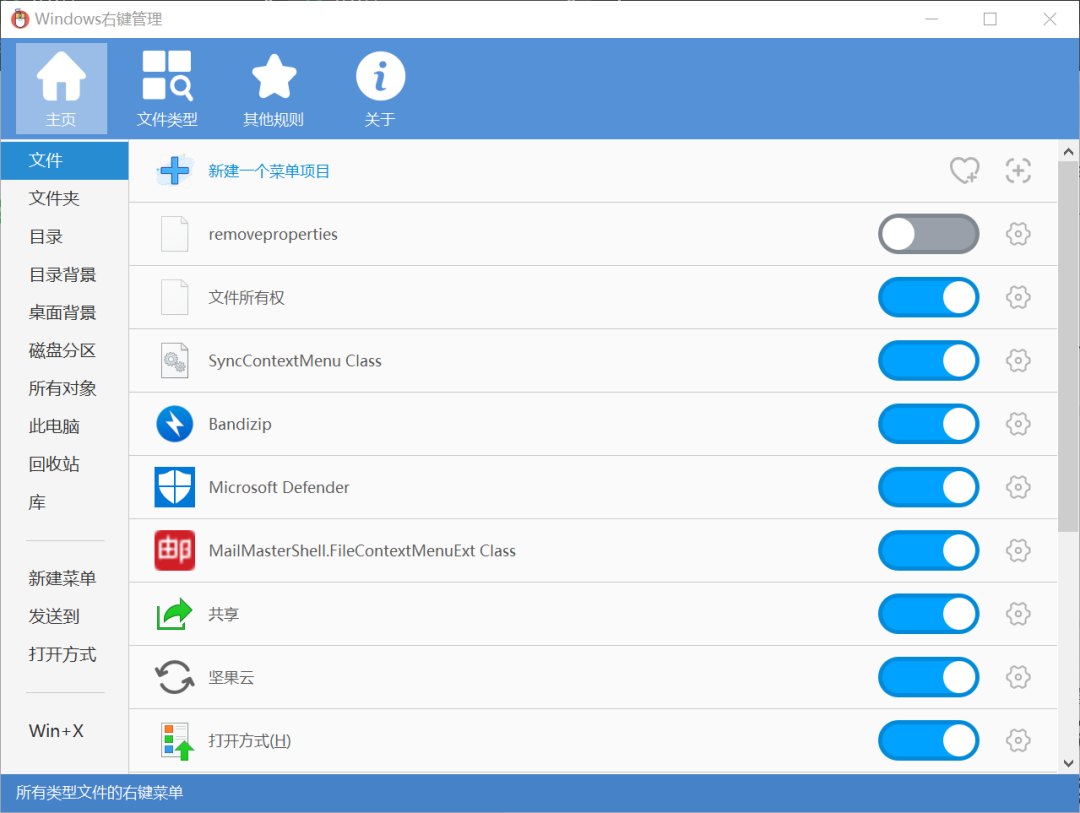 Windows右键管理
主页
文件类型
其他规则
关于
文件
文件夹
目录
目录背景
桌面背景
磁盘分区
所有对象
此电脑
回收站
库
新建菜单
发送到
打开方式
Win+X
新建一个菜单项目
removeproperties
文件所有权
SyncContextMenu Class
Bandizip
Microsoft Defender
邮
MailMasterShell.FileContextMenuExt Class
共享
坚果云
打开方式(H)
所有类型文件的右键菜单